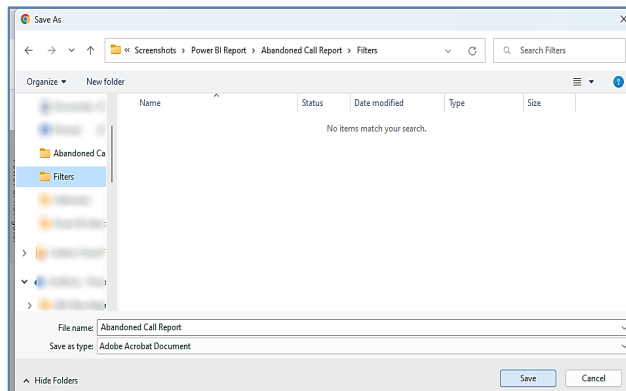 Save As
« Screenshots > Power BI Report > Abandoned Call Report > Filters
Search Filters
Organize New folder
Name Status Date modified Type Size
No items match your search.
Abandoned Ca
Filters
File name: Abandoned Call Report
Save as type: Adobe Acrobat Document
Hide Folders Save Cancel